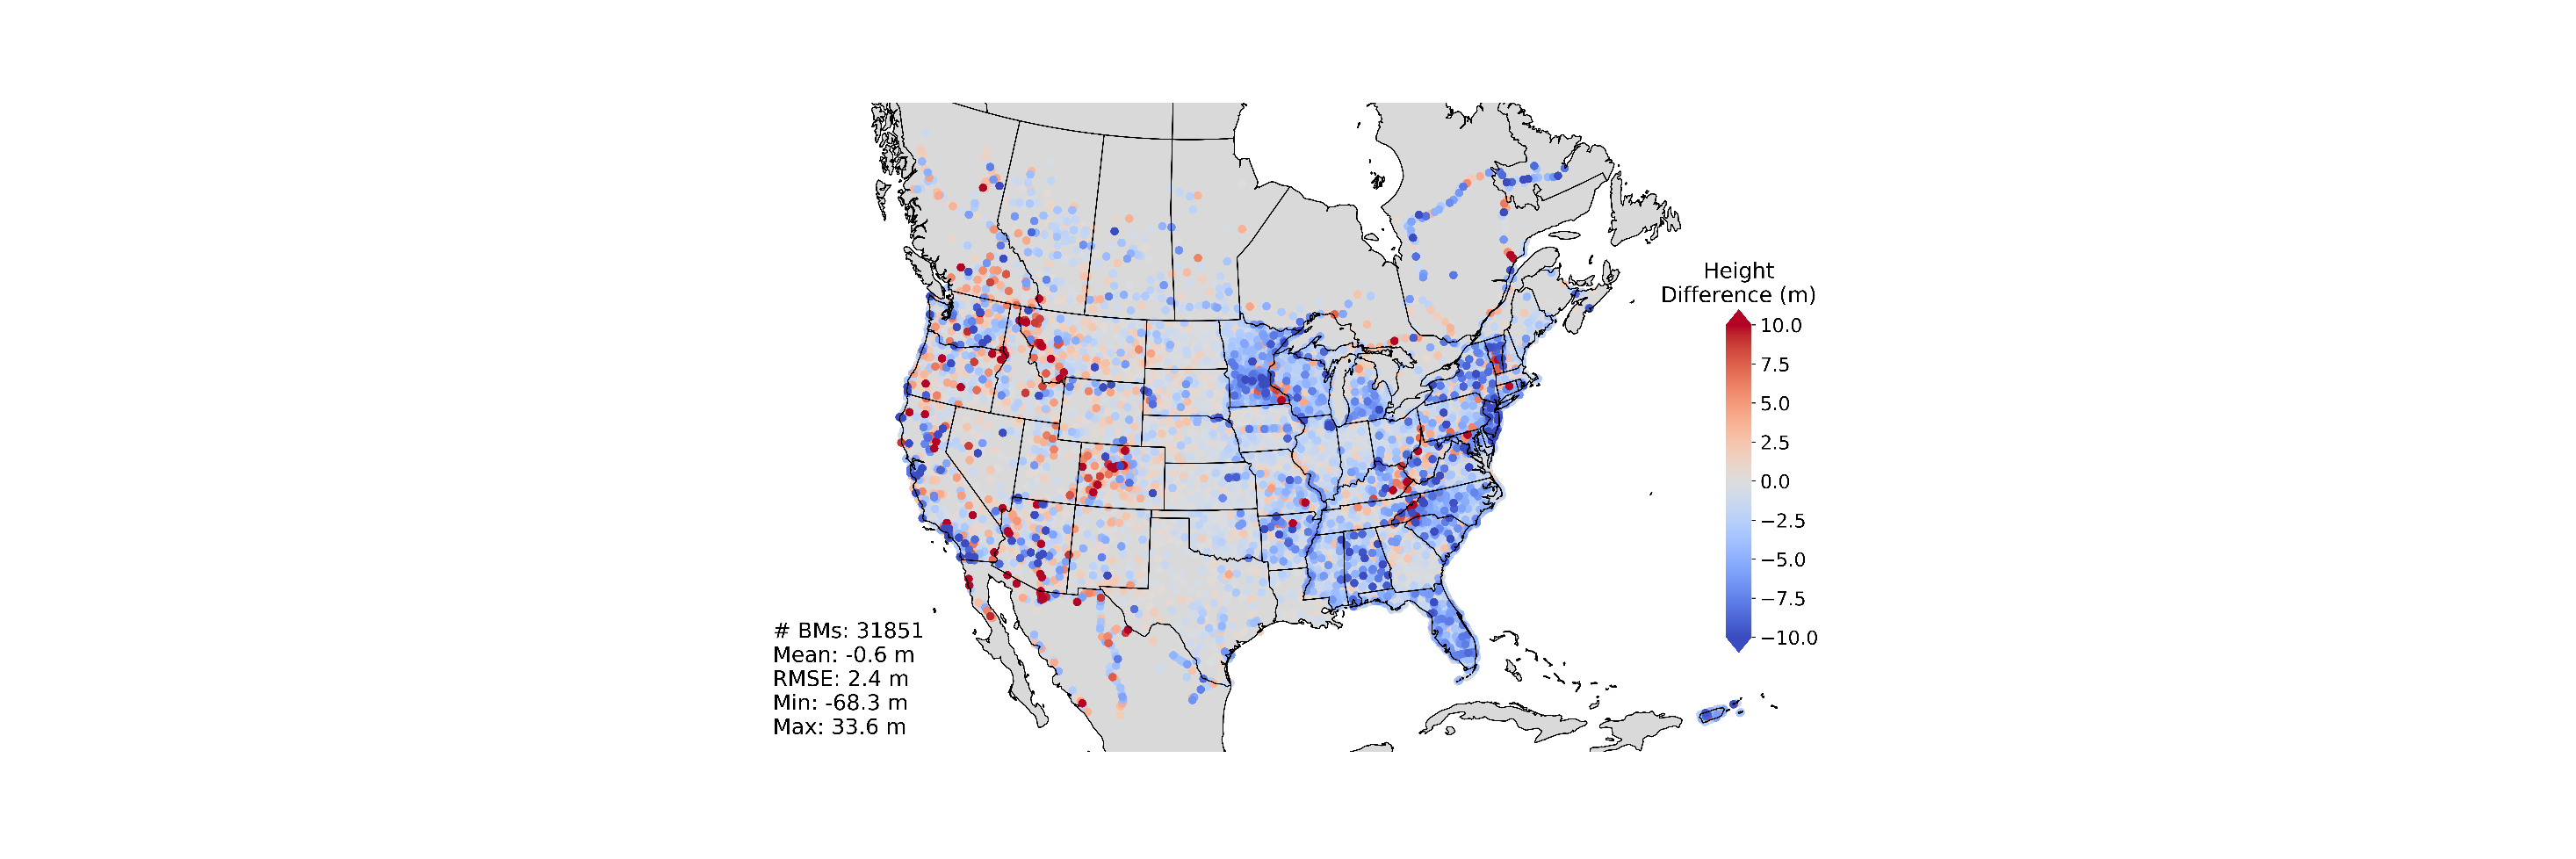 Height
Difference (m)
10.0
7.5
5.0
2.5
0.0
−2.5
−5.0
−7.5
−10.0
# BMs: 31851
Mean: -0.6 m
RMSE: 2.4 m
Min: -68.3 m
Max: 33.6 m